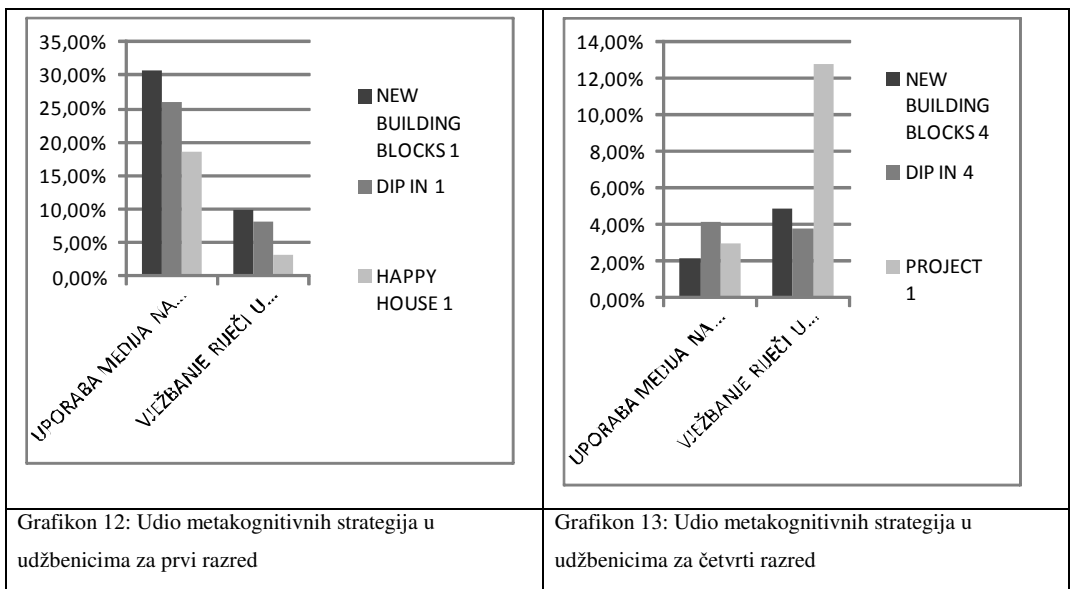 35,00%
30,00%
25,00%
20,00%
15,00%
10,00%
5,00%
0,00%
UPORABA MEDIJA NA...
VJEŽBANJE RIJEČI U...
NEW
BUILDING
BLOCKS 1
DIP IN 1
HAPPY
HOUSE 1
Grafikon 12: Udio metakognitivnih strategija u
udžbenicima za prvi razred
14,00%
12,00%
10,00%
8,00%
6,00%
4,00%
2,00%
0,00%
UPORABA MEDIJA NA...
VJEŽBANJE RIJEČI U...
NEW
BUILDING
BLOCKS 4
DIP IN 4
PROJECT
1
Grafikon 13: Udio metakognitivnih strategija u
udžbenicima za četvrti razred